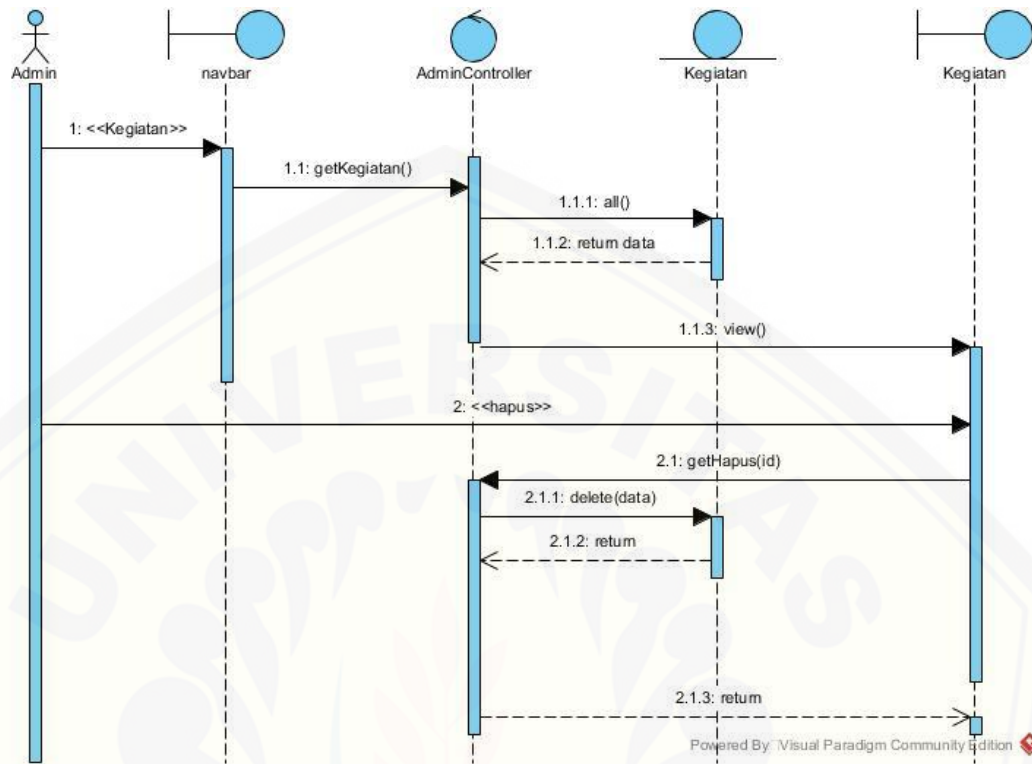 Admin
navbar
AdminController
Kegiatan
Kegiatan
1: <<Kegiatan>>
1.1: getKegiatan()
1.1.1: all()
1.1.2: return data
1.1.3: view()
2: <<hapus>>
2.1: getHapus(id)
2.1.1: delete(data)
2.1.2: return
2.1.3: return
UNIVERSITAS
Powered By Visual Paradigm Community Edition